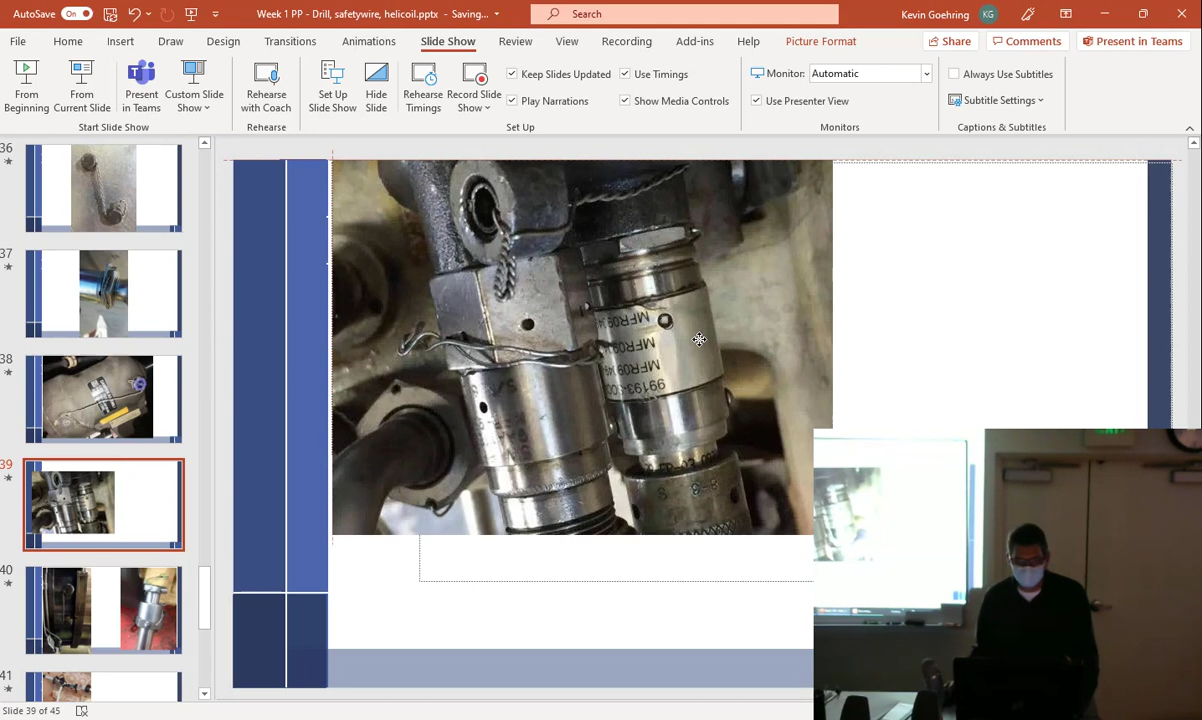 AutoSave On
Week 1 PP - Drill, safetywire, helicoil.pptx - Saving...
Search
Kevin Goehring KG
File Home Insert Draw Design Transitions Animations Slide Show Review View Recording Add-ins Help Picture Format
Share Comments Present in Teams
From Beginning
From Current Slide
Present in Teams
Custom Slide Show
Rehearse with Coach
Set Up Slide Show
Hide Slide
Rehearse Timings
Record Slide Show
Keep Slides Updated
Use Timings
Play Narrations
Show Media Controls
Monitor: Automatic
Use Presenter View
Always Use Subtitles
Subtitle Settings
Start Slide Show
Rehearse
Set Up
Monitors
Captions & Subtitles
36
37
38
39
40
41
Slide 39 of 45